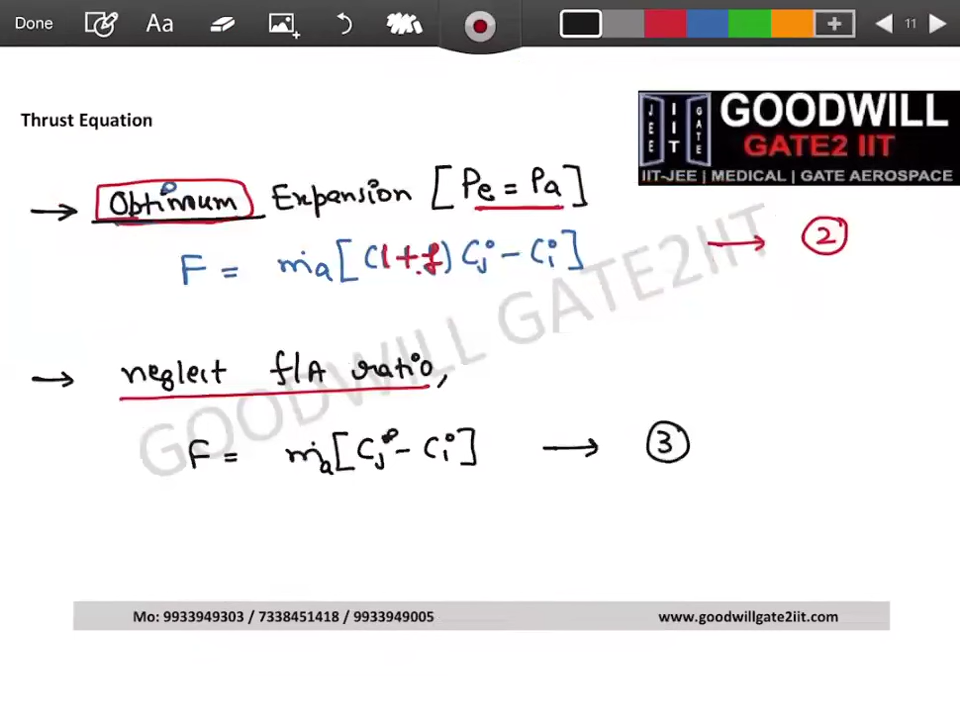 Done Aa 11
GOODWILL
GATE2 IIT
IIT-JEE | MEDICAL | GATE AEROSPACE
JEE IIT GATE
Thrust Equation
→ Optimum Expansion [Pe = Pa]
F = ṁa[(1+f) Cj - Ci] → ②
→ neglect f/A ratio,
F = ṁa[Cj - Ci] → ③
GOODWILL GATE2IIT
Mo: 9933949303 / 7338451418 / 9933949005 www.goodwillgate2iit.com